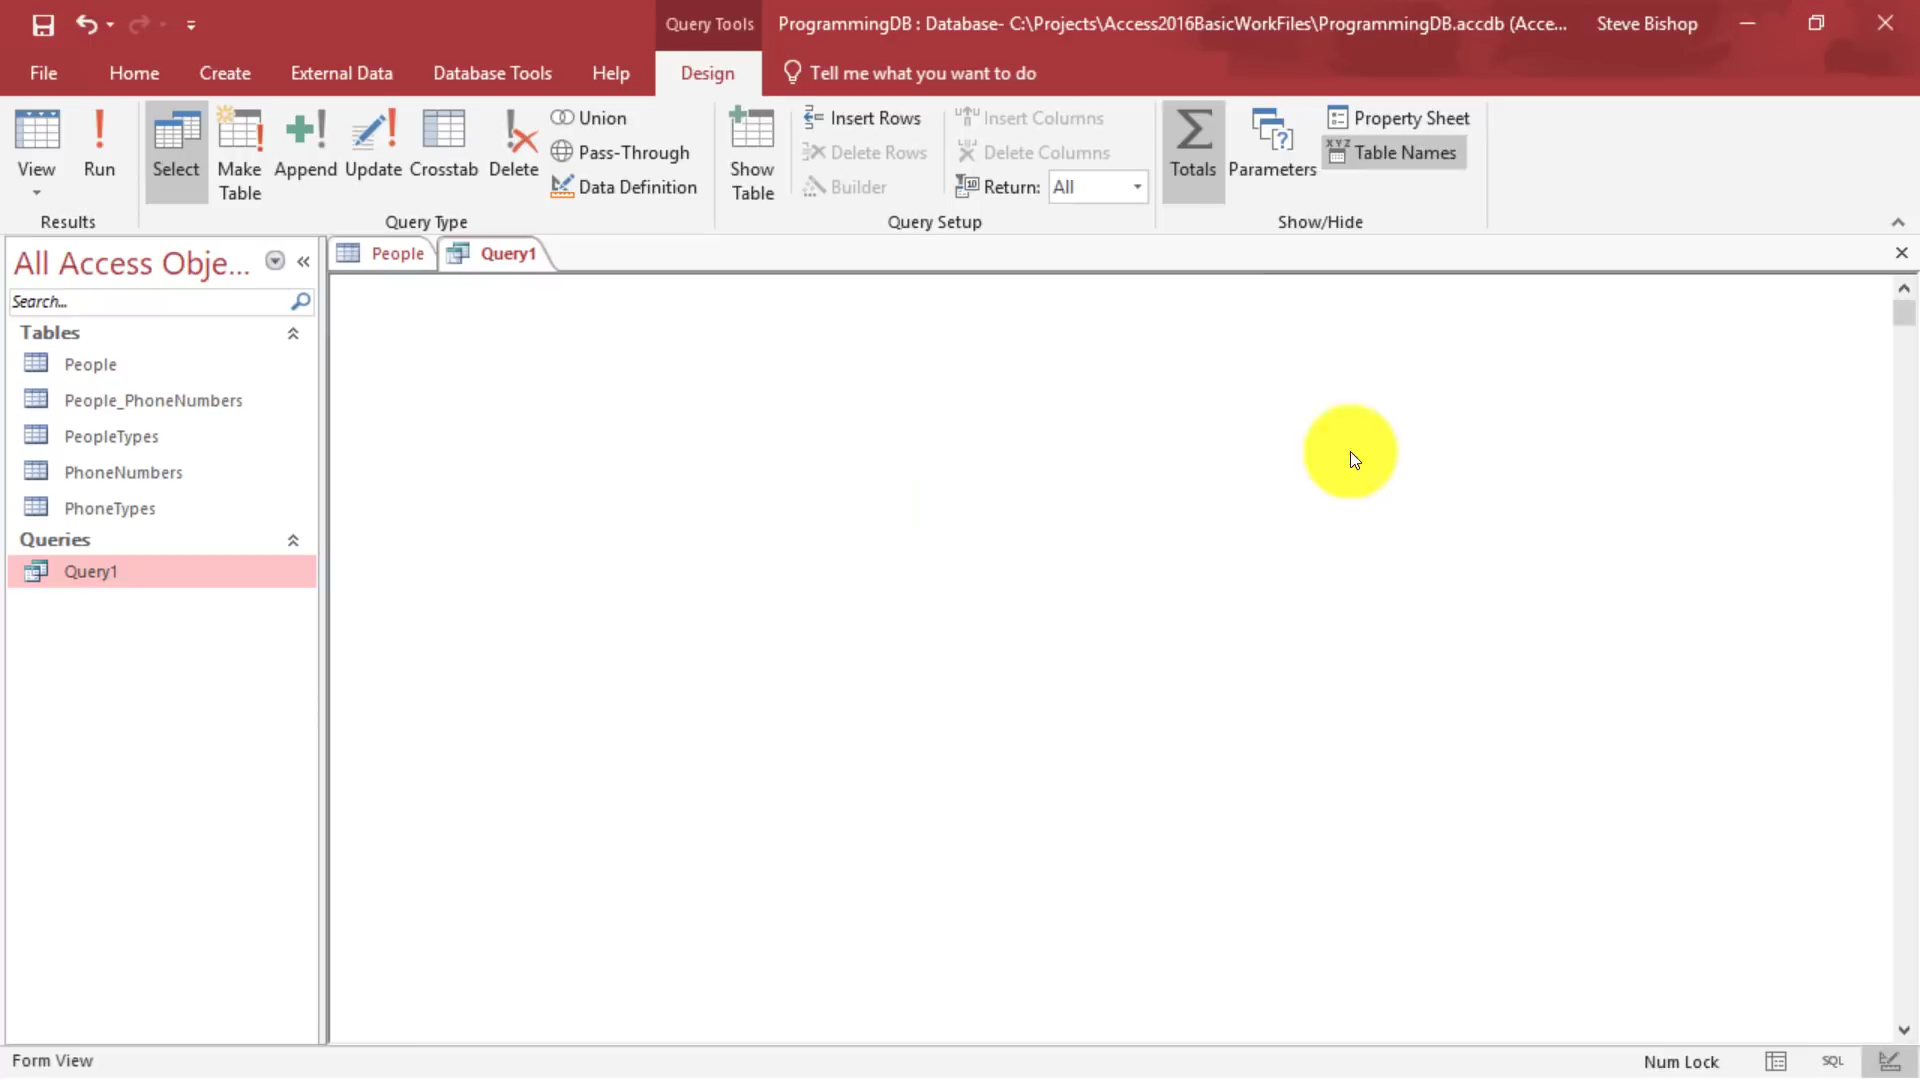 Query Tools
ProgrammingDB : Database- C:\Projects\Access2016BasicWorkFiles\ProgrammingDB.accdb (Acce...
Steve Bishop
File
Home
Create
External Data
Database Tools
Help
Design
Tell me what you want to do
View
Run
Select
Make
Table
Append
Update
Crosstab
Delete
Union
Pass-Through
Data Definition
Show
Table
Insert Rows
Delete Rows
Builder
Insert Columns
Delete Columns
Return:
All
Totals
Parameters
Property Sheet
XYZ
Table Names
Results
Query Type
Query Setup
Show/Hide
All Access Obje...
People
Query1
Search...
Tables
People
People_PhoneNumbers
PeopleTypes
PhoneNumbers
PhoneTypes
Queries
Query1
Form View
Num Lock
SQL